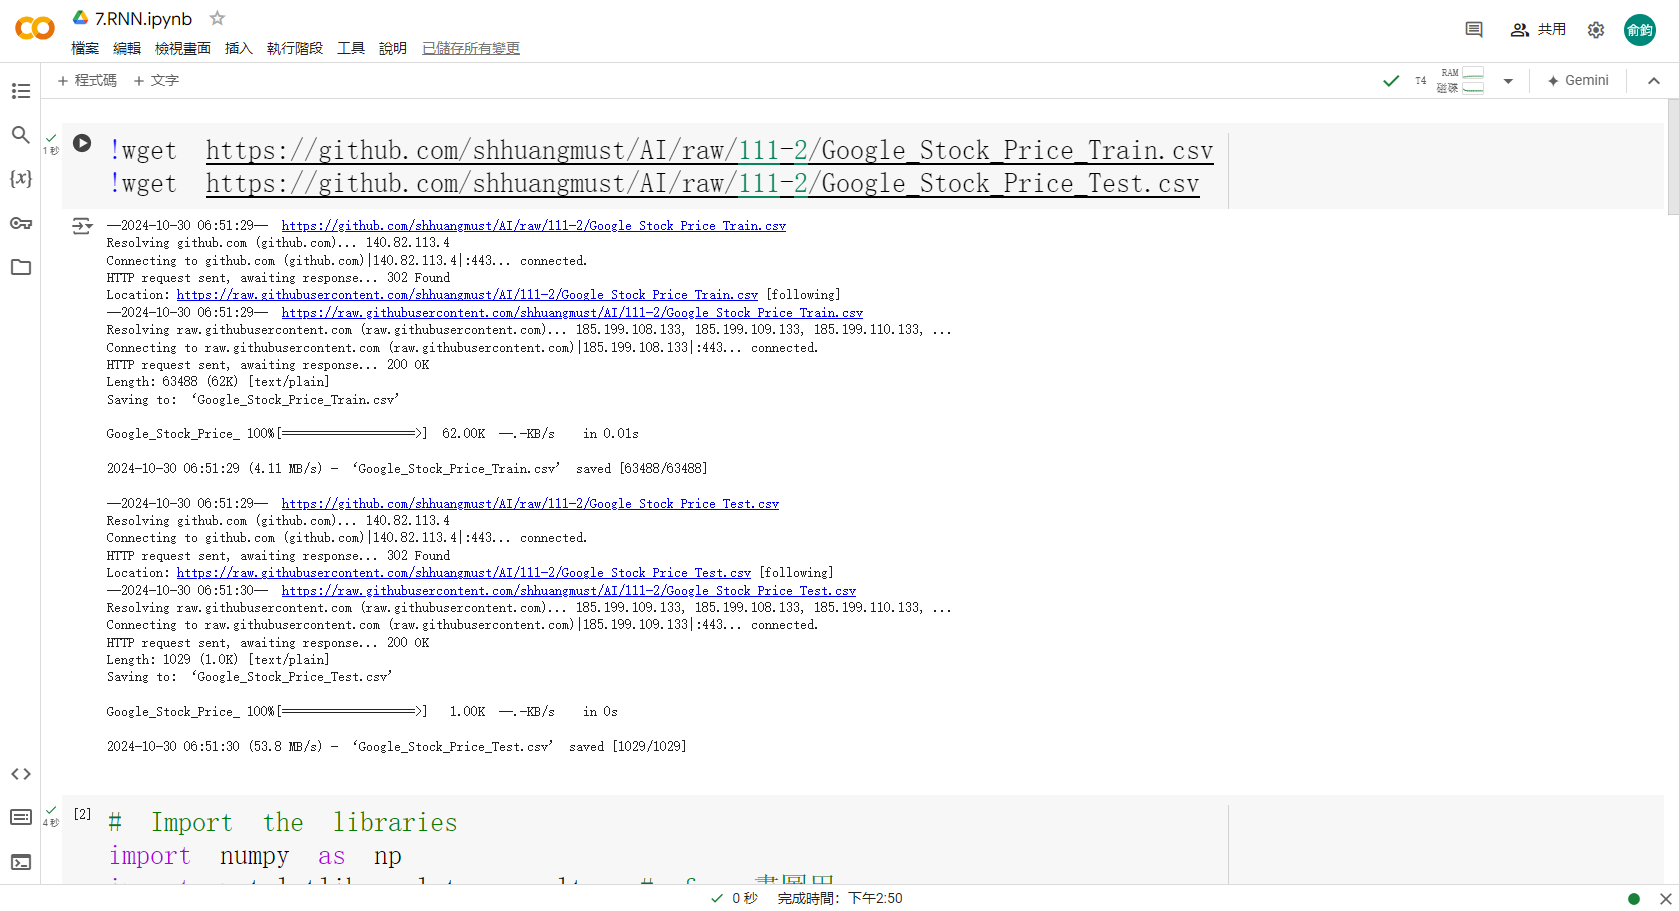 7.RNN.ipynb
檔案 編輯 檢視畫面 插入 執行階段 工具 說明 已儲存所有變更
共用
俞鈞
+ 程式碼 + 文字
T4 RAM 磁碟 Gemini
1 秒
!wget https://github.com/shhuangmust/AI/raw/111-2/Google_Stock_Price_Train.csv
!wget https://github.com/shhuangmust/AI/raw/111-2/Google_Stock_Price_Test.csv
--2024-10-30 06:51:29-- https://github.com/shhuangmust/AI/raw/111-2/Google_Stock_Price_Train.csv
Resolving github.com (github.com)... 140.82.113.4
Connecting to github.com (github.com)|140.82.113.4|:443... connected.
HTTP request sent, awaiting response... 302 Found
Location: https://raw.githubusercontent.com/shhuangmust/AI/111-2/Google_Stock_Price_Train.csv [following]
--2024-10-30 06:51:29-- https://raw.githubusercontent.com/shhuangmust/AI/111-2/Google_Stock_Price_Train.csv
Resolving raw.githubusercontent.com (raw.githubusercontent.com)... 185.199.108.133, 185.199.109.133, 185.199.110.133, ...
Connecting to raw.githubusercontent.com (raw.githubusercontent.com)|185.199.108.133|:443... connected.
HTTP request sent, awaiting response... 200 OK
Length: 63488 (62K) [text/plain]
Saving to: ‘Google_Stock_Price_Train.csv’
Google_Stock_Price_ 100%[===================>] 62.00K --.-KB/s in 0.01s
2024-10-30 06:51:29 (4.11 MB/s) - ‘Google_Stock_Price_Train.csv’ saved [63488/63488]
--2024-10-30 06:51:29-- https://github.com/shhuangmust/AI/raw/111-2/Google_Stock_Price_Test.csv
Resolving github.com (github.com)... 140.82.113.4
Connecting to github.com (github.com)|140.82.113.4|:443... connected.
HTTP request sent, awaiting response... 302 Found
Location: https://raw.githubusercontent.com/shhuangmust/AI/111-2/Google_Stock_Price_Test.csv [following]
--2024-10-30 06:51:30-- https://raw.githubusercontent.com/shhuangmust/AI/111-2/Google_Stock_Price_Test.csv
Resolving raw.githubusercontent.com (raw.githubusercontent.com)... 185.199.109.133, 185.199.108.133, 185.199.110.133, ...
Connecting to raw.githubusercontent.com (raw.githubusercontent.com)|185.199.109.133|:443... connected.
HTTP request sent, awaiting response... 200 OK
Length: 1029 (1.0K) [text/plain]
Saving to: ‘Google_Stock_Price_Test.csv’
Google_Stock_Price_ 100%[===================>] 1.00K --.-KB/s in 0s
2024-10-30 06:51:30 (53.8 MB/s) - ‘Google_Stock_Price_Test.csv’ saved [1029/1029]
4 秒
[2] # Import the libraries
import numpy as np
0 秒 完成時間: 下午2:50